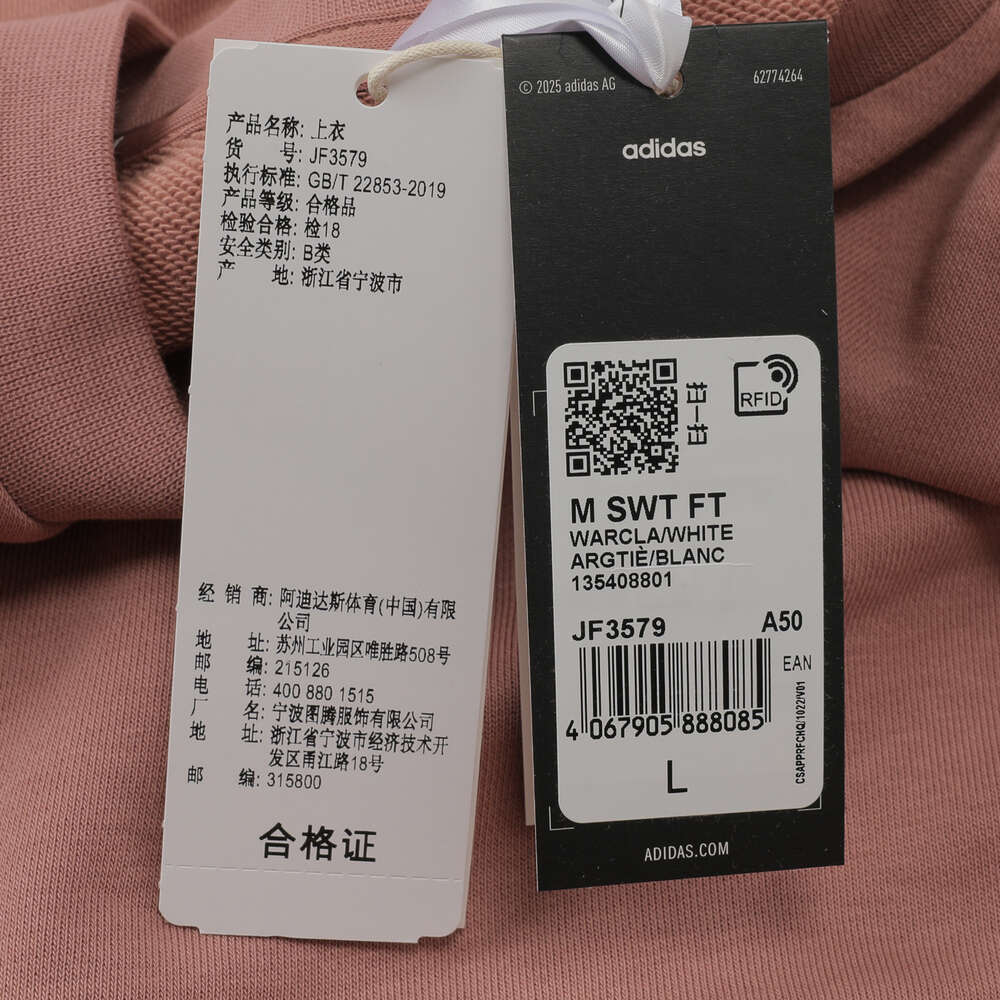 产品名称: 上衣
货 号: JF3579
执行标准: GB/T 22853-2019
产品等级: 合格品
检验合格: 检18
安全类别: B类
产 地: 浙江省宁波市
经 销 商: 阿迪达斯体育(中国)有限
公司
地 址: 苏州工业园区唯胜路508号
邮 编: 215126
电 话: 400 880 1515
厂 名: 宁波图腾服饰有限公司
地 址: 浙江省宁波市经济技术开
发区甬江路18号
邮 编: 315800
合格证
© 2025 adidas AG
62774264
adidas
扫一扫
RFID
M SWT FT
WARCLA/WHITE
ARGTIÈ/BLANC
135408801
JF3579
A50
EAN
4 067905 888085
CSAPPRFCHQ/1022/V01
L
ADIDAS.COM